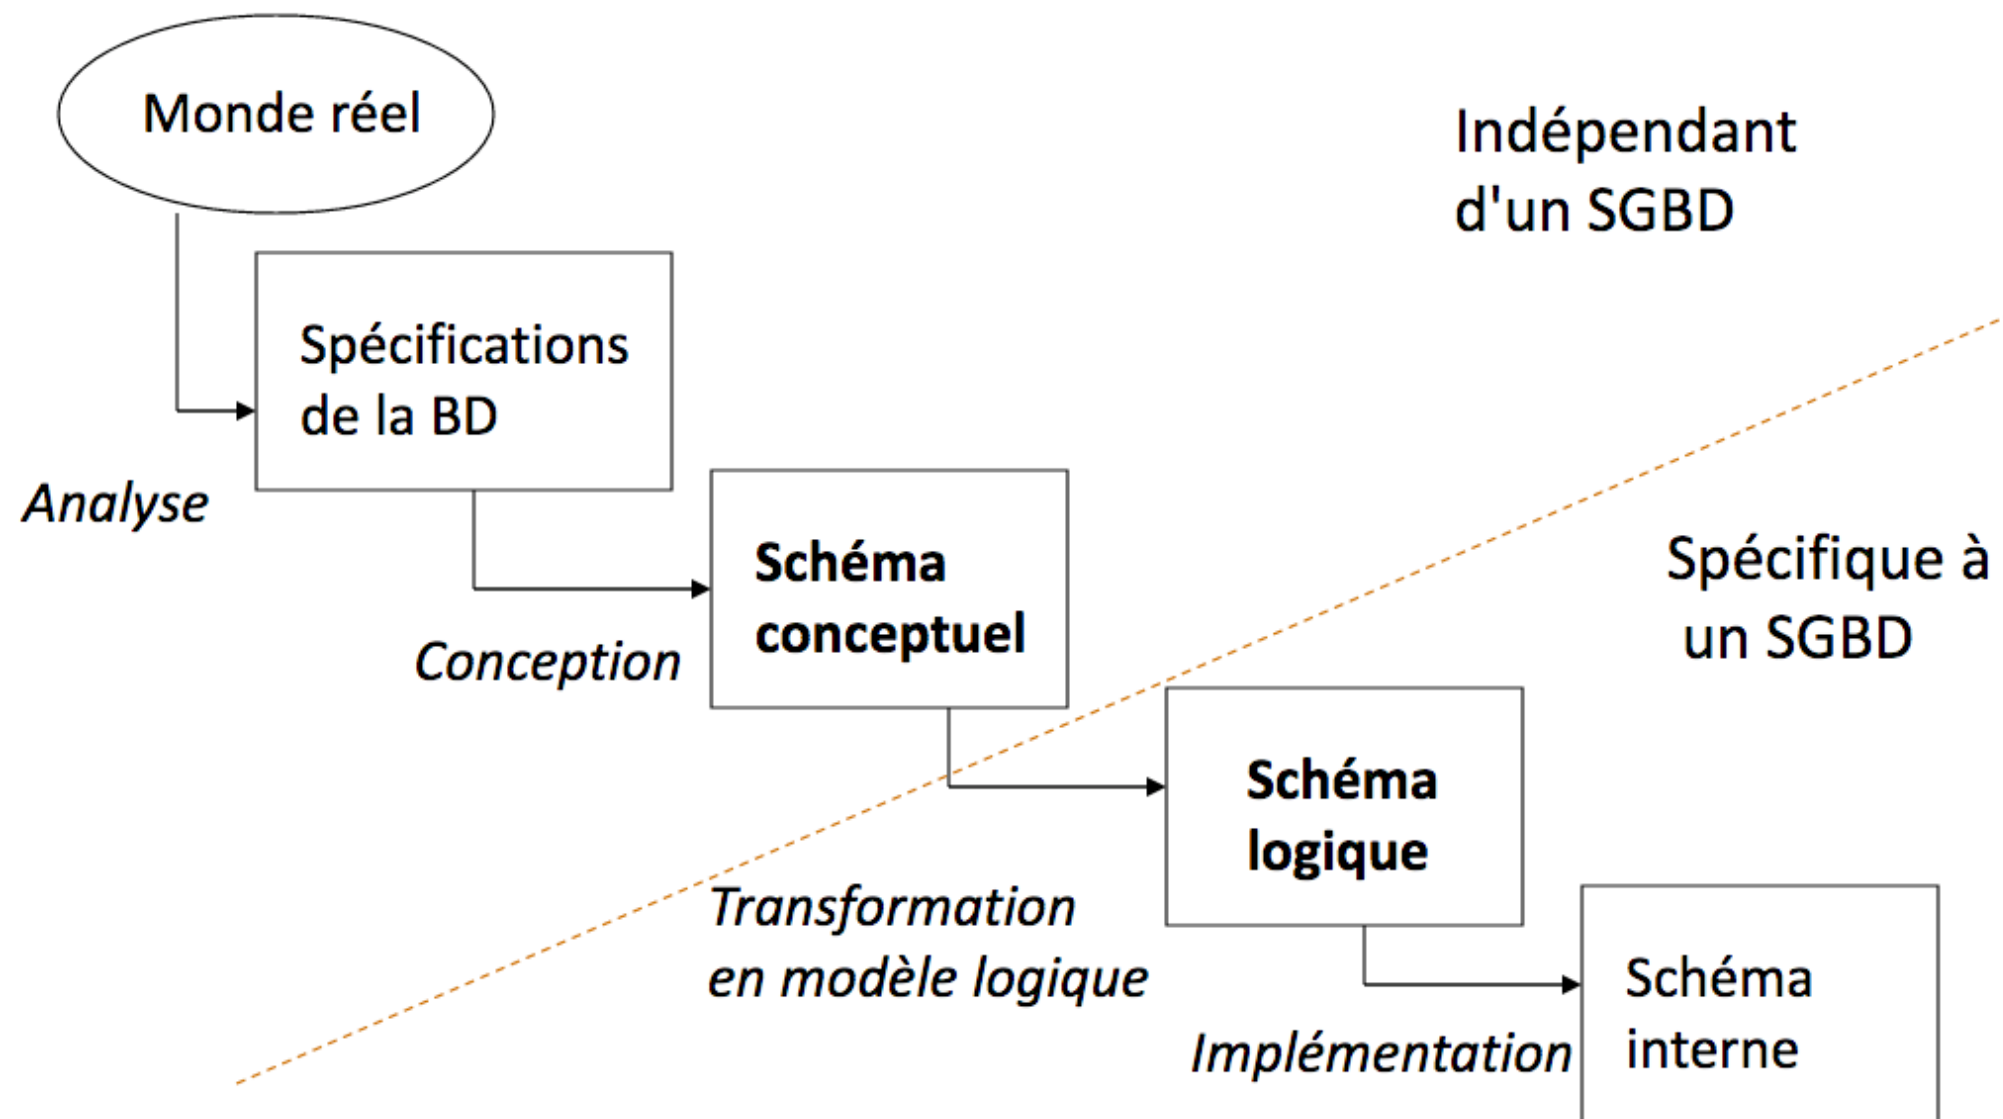 Monde réel
Indépendant
d'un SGBD
Spécifications
de la BD
Analyse
Schéma
conceptuel
Conception
Spécifique à
un SGBD
Schéma
logique
Transformation
en modèle logique
Schéma
interne
Implémentation